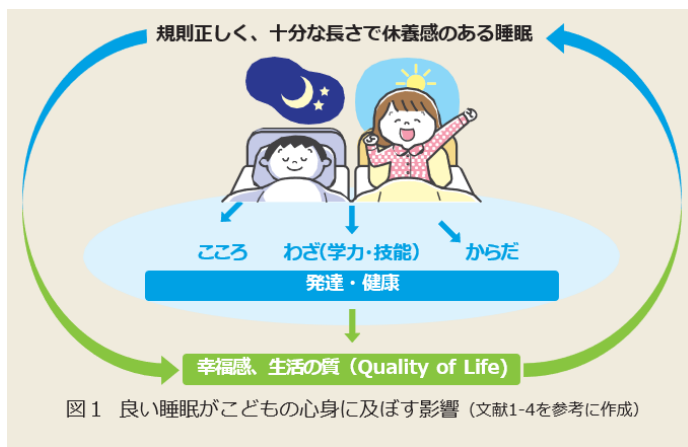 規則正しく、十分な長さで休養感のある睡眠
こころ わざ(学力・技能) からだ
発達・健康
幸福感、生活の質(Quality of Life)
図1 良い睡眠がこどもの心身に及ぼす影響(文献1-4を参考に作成)